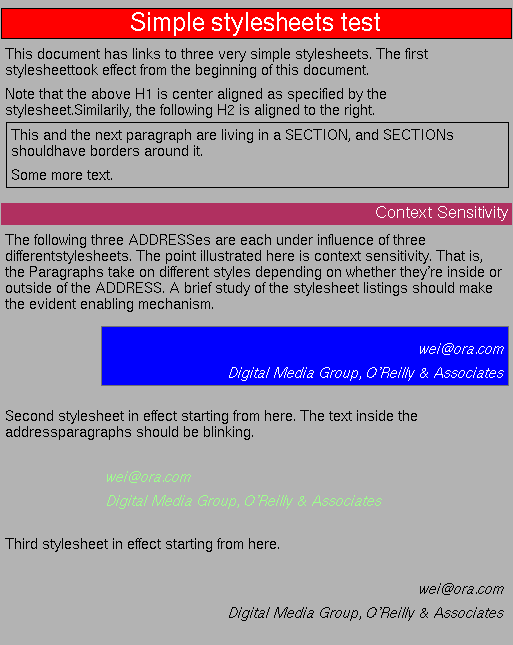 Simple stylesheets test
This document has links to three very simple stylesheets. The first
stylesheettook effect from the beginning of this document.
Note that the above H1 is center aligned as specified by the
stylesheet.Similarily, the following H2 is aligned to the right.
This and the next paragraph are living in a SECTION, and SECTIONs
shouldhave borders around it.
Some more text.
Context Sensitivity
The following three ADDRESSes are each under influence of three
differentstylesheets. The point illustrated here is context sensitivity. That is,
the Paragraphs take on different styles depending on whether they're inside or
outside of the ADDRESS. A brief study of the stylesheet listings should make
the evident enabling mechanism.
wei@ora.com
Digital Media Group, O'Reilly & Associates
Second stylesheet in effect starting from here. The text inside the
addressparagraphs should be blinking.
wei@ora.com
Digital Media Group, O'Reilly & Associates
Third stylesheet in effect starting from here.
wei@ora.com
Digital Media Group, O'Reilly & Associates